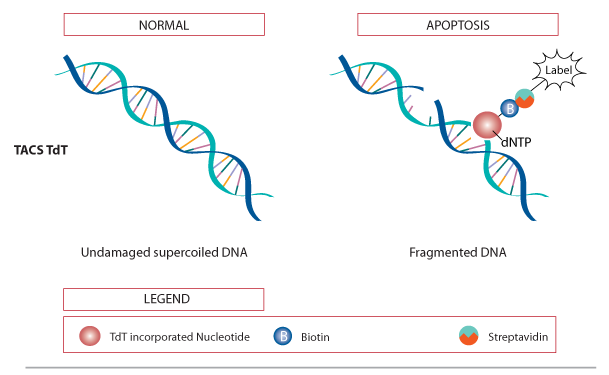 NORMAL
APOPTOSIS
Label
B
TACS TdT
dNTP
Undamaged supercoiled DNA
Fragmented DNA
LEGEND
TdT incorporated Nucleotide
B
Biotin
Streptavidin